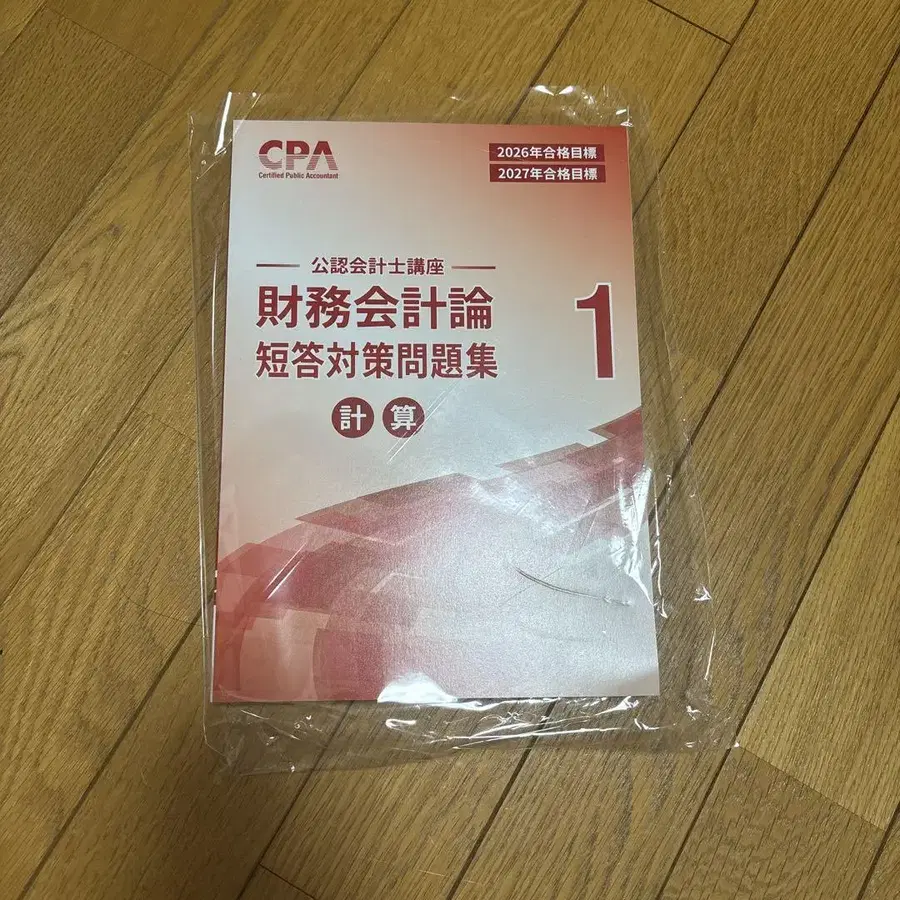 CPA
Certified Public Accountant
2026年合格目標
2027年合格目標
公認会計士講座
財務会計論
短答対策問題集
1
計算